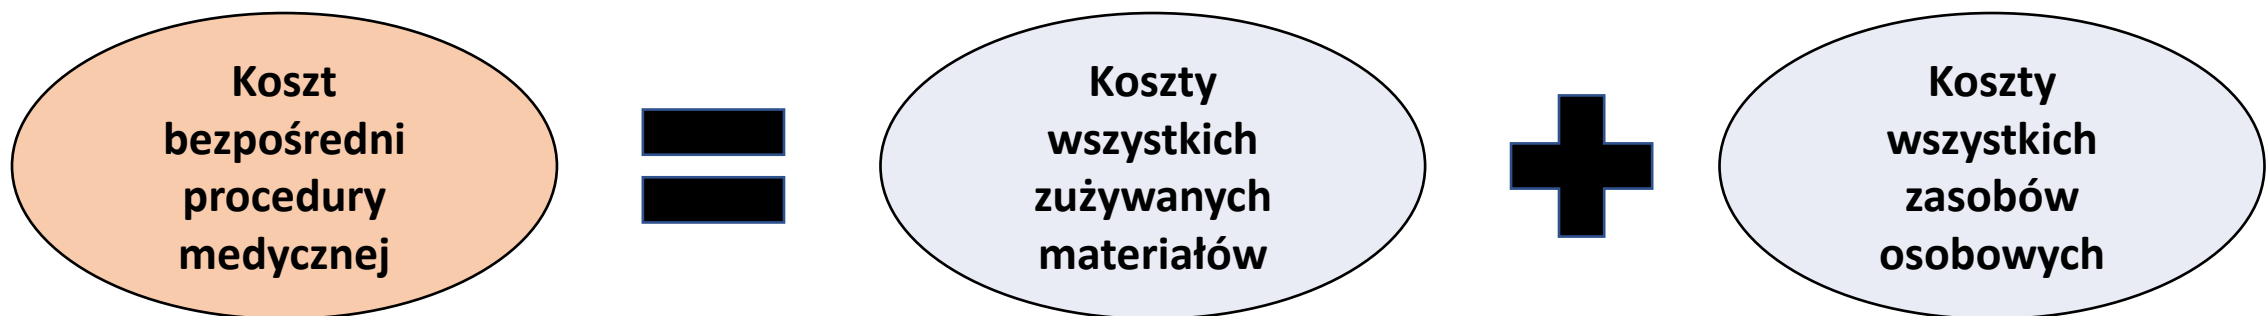 Koszt
bezpośredni
procedury
medycznej
Koszty
wszystkich
zużywanych
materiałów
Koszty
wszystkich
zasobów
osobowych